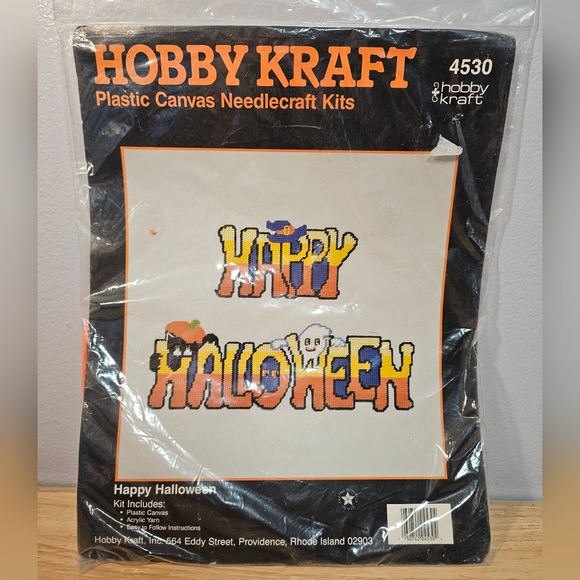 HOBBY KRAFT
4530
Plastic Canvas Needlecraft Kits
hobby
kraft
HAPPY
HALLOWEEN
Happy Halloween
Kit Includes:
• Plastic Canvas
• Acrylic Yarn
• Easy to Follow Instructions
Hobby Kraft, Inc. 564 Eddy Street, Providence, Rhode Island 02903